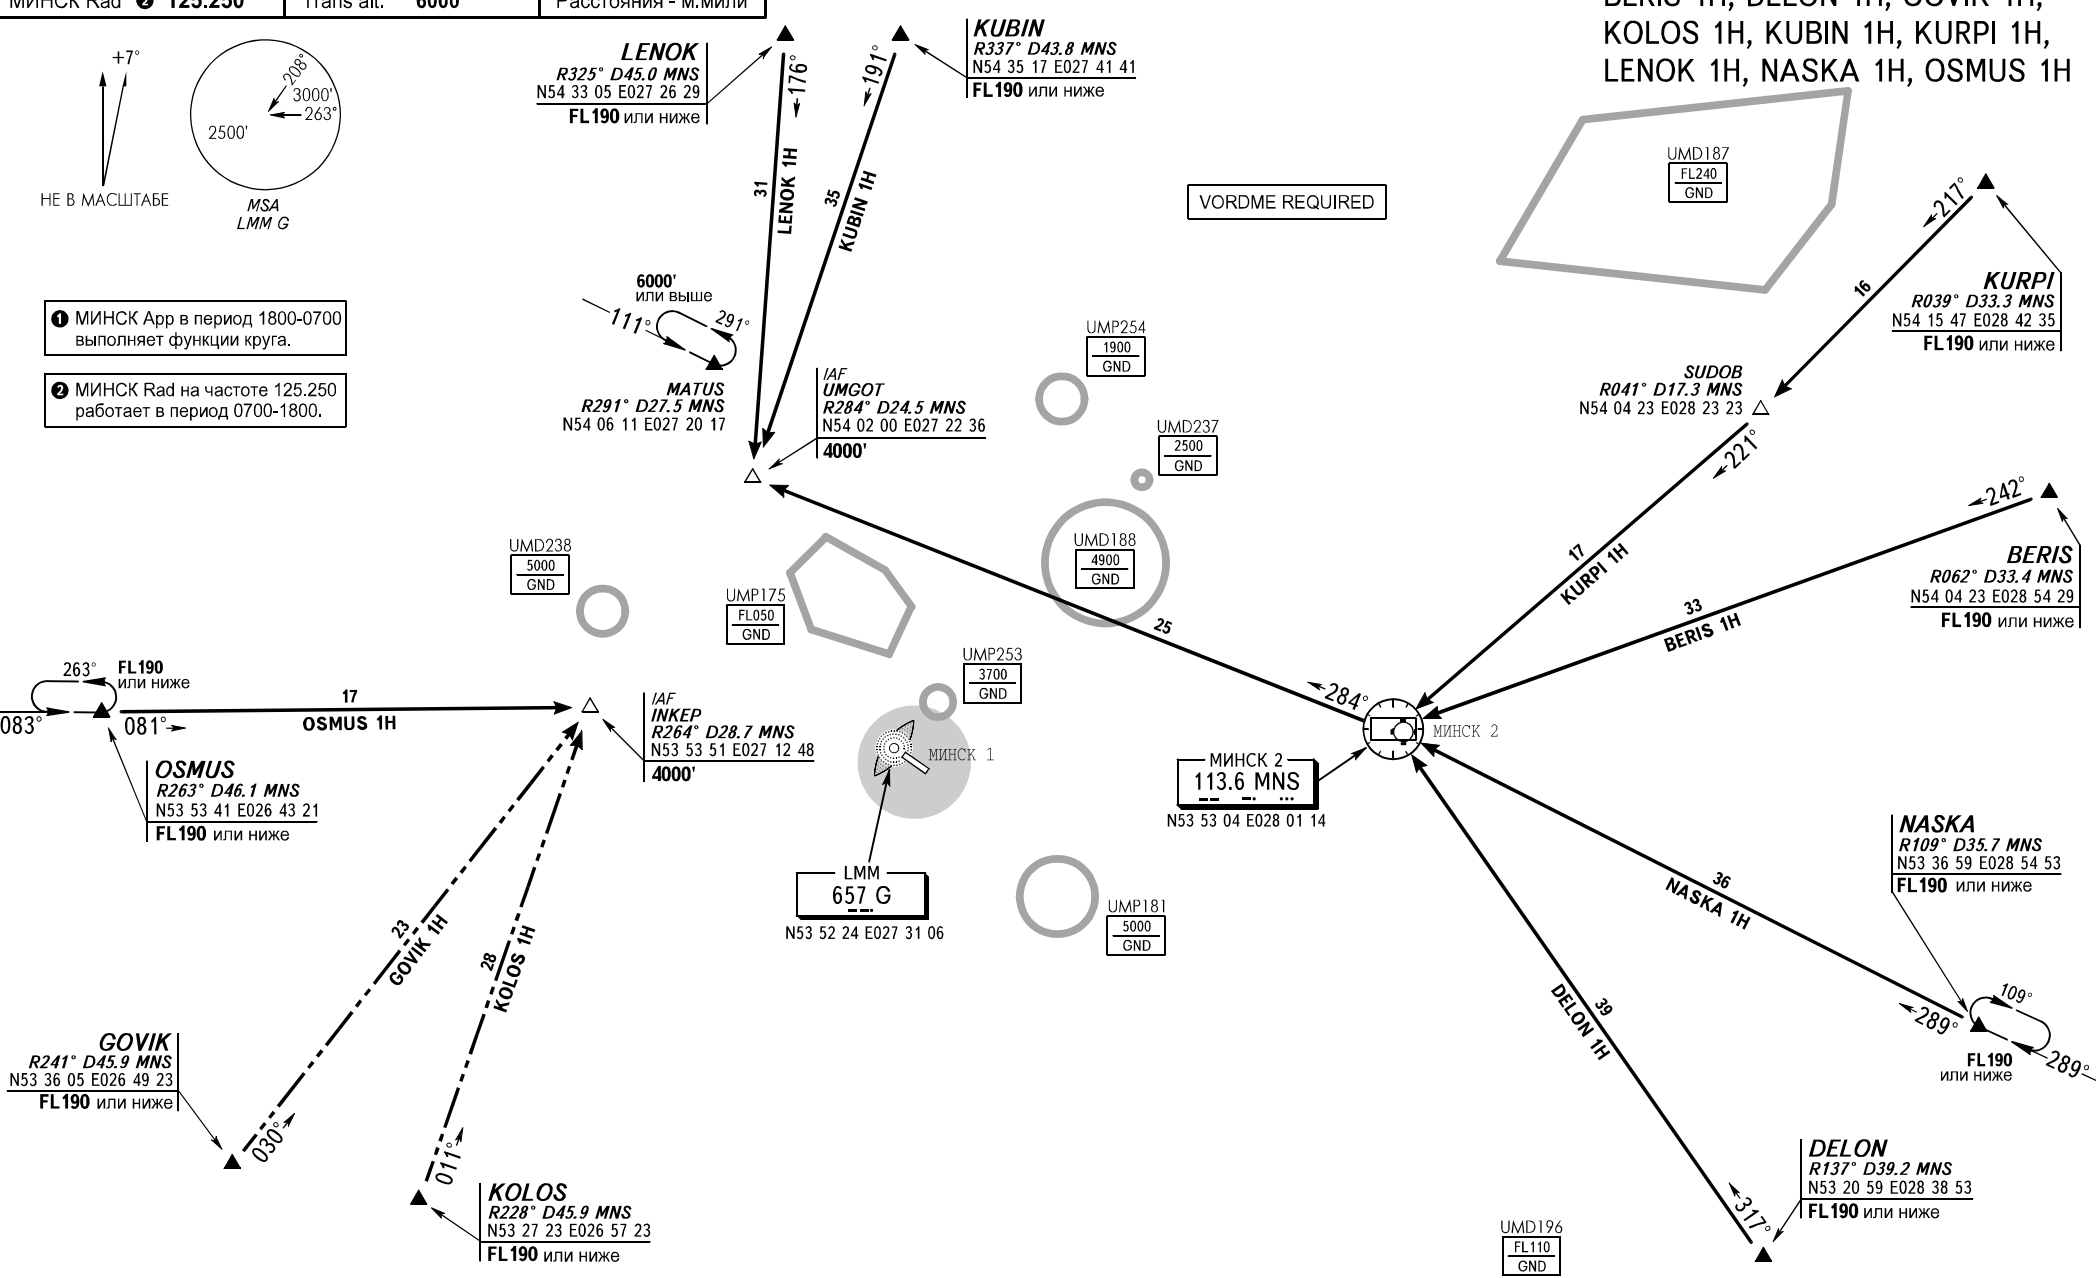 МИНСК Rad ❷ 125.250
Trans alt. 6000
Расстояния - м.мили
BERIS 1H, DELON 1H, GOVIK 1H,
KOLOS 1H, KUBIN 1H, KURPI 1H,
LENOK 1H, NASKA 1H, OSMUS 1H
+7°
НЕ В МАСШТАБЕ
208°
3000'
263°
2500'
MSA
LMM G
❶ МИНСК App в период 1800-0700
выполняет функции круга.
❷ МИНСК Rad на частоте 125.250
работает в период 0700-1800.
LENOK
R325° D45.0 MNS
N54 33 05 E027 26 29
FL190 или ниже
176°
31
LENOK 1H
KUBIN
R337° D43.8 MNS
N54 35 17 E027 41 41
FL190 или ниже
191°
35
KUBIN 1H
VORDME REQUIRED
UMD187
FL240
GND
217°
16
KURPI
R039° D33.3 MNS
N54 15 47 E028 42 35
FL190 или ниже
6000'
или выше
111°
291°
MATUS
R291° D27.5 MNS
N54 06 11 E027 20 17
IAF
UMGOT
R284° D24.5 MNS
N54 02 00 E027 22 36
4000'
UMP254
1900
GND
UMD237
2500
GND
SUDOB
R041° D17.3 MNS
N54 04 23 E028 23 23
221°
17
KURPI 1H
242°
BERIS
R062° D33.4 MNS
N54 04 23 E028 54 29
FL190 или ниже
33
BERIS 1H
UMD238
5000
GND
UMP175
FL050
GND
UMD188
4900
GND
25
284°
UMP253
3700
GND
263°
FL190
или ниже
083°
081°
17
OSMUS 1H
OSMUS
R263° D46.1 MNS
N53 53 41 E026 43 21
FL190 или ниже
IAF
INKEP
R264° D28.7 MNS
N53 53 51 E027 12 48
4000'
МИНСК 1
МИНСК 2
МИНСК 2
113.6 MNS
N53 53 04 E028 01 14
LMM
657 G
N53 52 24 E027 31 06
UMP181
5000
GND
NASKA
R109° D35.7 MNS
N53 36 59 E028 54 53
FL190 или ниже
36
NASKA 1H
109°
289°
289°
FL190
или ниже
39
DELON 1H
23
GOVIK 1H
28
KOLOS 1H
GOVIK
R241° D45.9 MNS
N53 36 05 E026 49 23
FL190 или ниже
030°
011°
KOLOS
R228° D45.9 MNS
N53 27 23 E026 57 23
FL190 или ниже
DELON
R137° D39.2 MNS
N53 20 59 E028 38 53
FL190 или ниже
317°
UMD196
FL110
GND